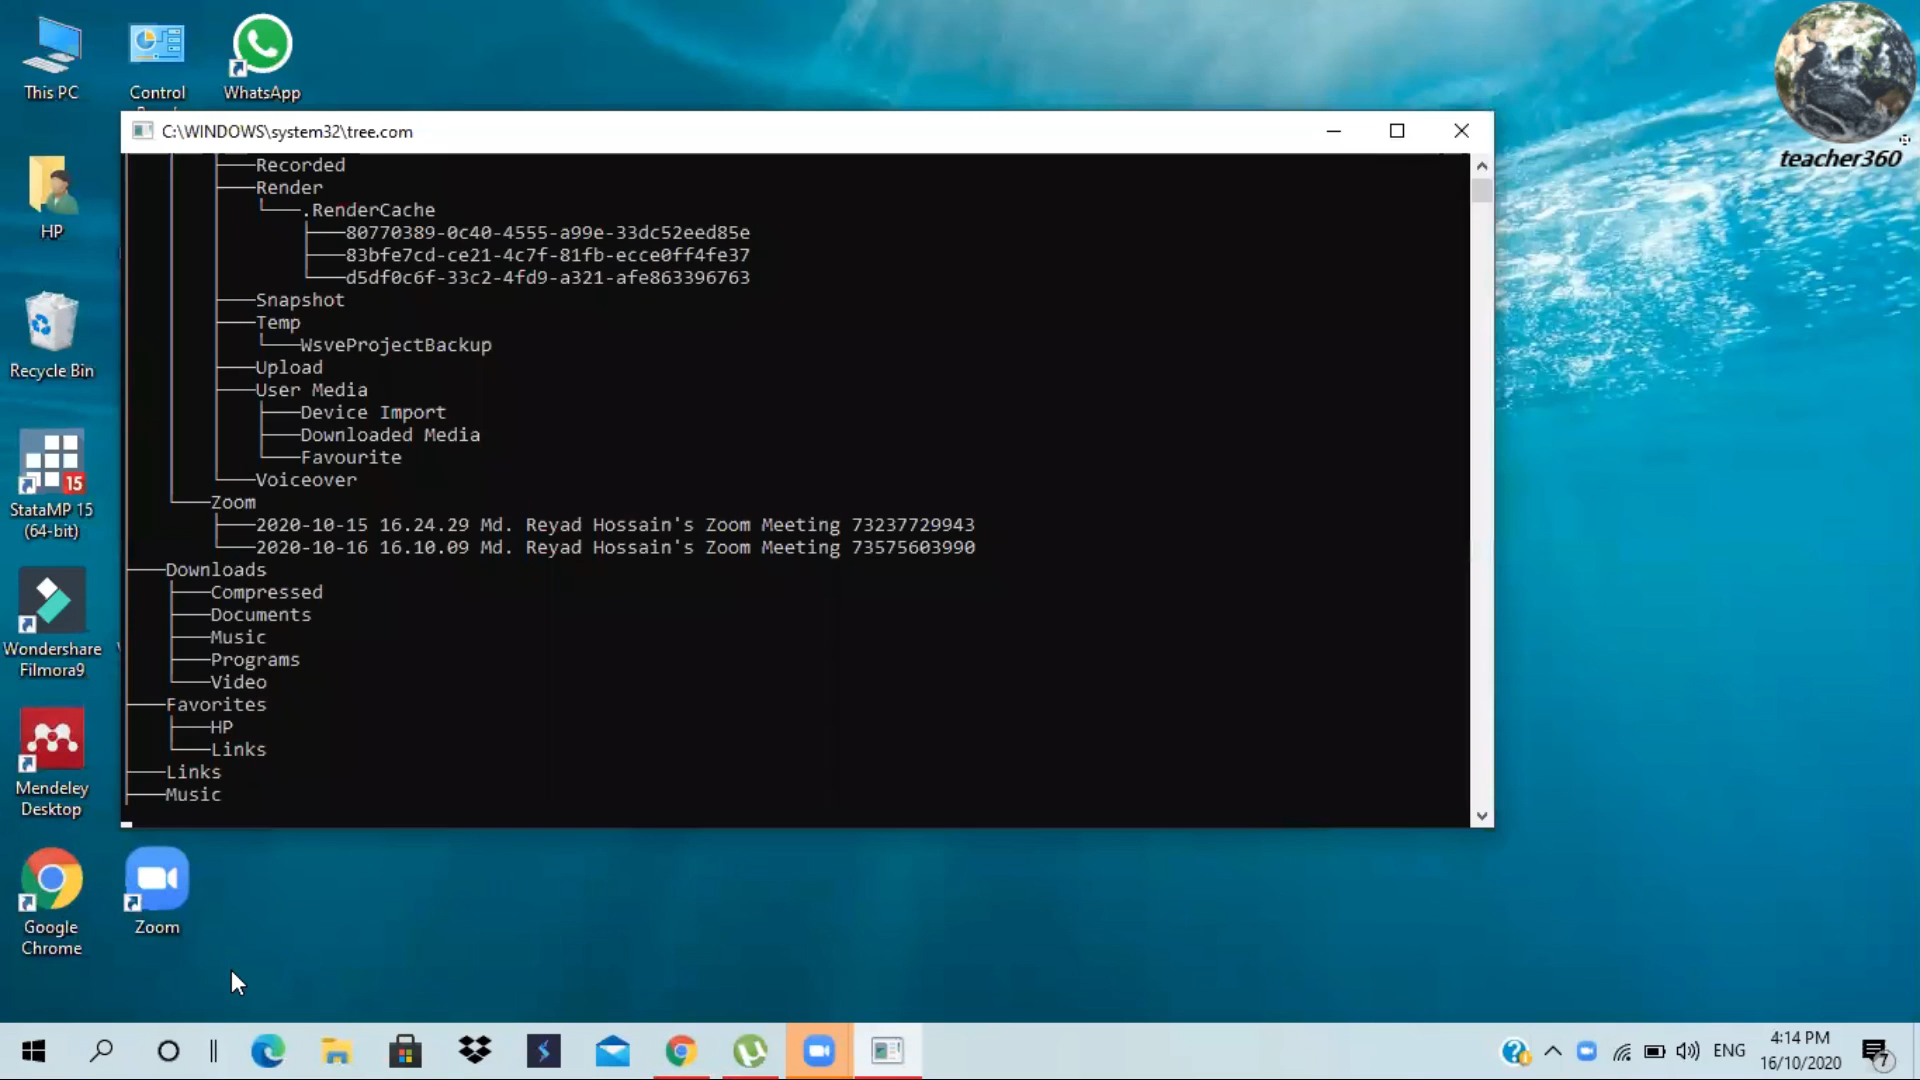 This PC
Control
WhatsApp
teacher360
C:\WINDOWS\system32\tree.com
Recorded
Render
.RenderCache
80770389-0c40-4555-a99e-33dc52eed85e
83bfe7cd-ce21-4c7f-81fb-ecce0ff4fe37
d5df0c6f-33c2-4fd9-a321-afe863396763
Snapshot
Temp
WsveProjectBackup
Upload
User Media
Device Import
Downloaded Media
Favourite
Voiceover
Zoom
2020-10-15 16.24.29 Md. Reyad Hossain's Zoom Meeting 73237729943
2020-10-16 16.10.09 Md. Reyad Hossain's Zoom Meeting 73575603990
Downloads
Compressed
Documents
Music
Programs
Video
Favorites
HP
Links
Links
Music
HP
Recycle Bin
15
StataMP 15
(64-bit)
Wondershare
Filmora9
Mendeley
Desktop
Google
Chrome
Zoom
ENG
4:14 PM
16/10/2020
7